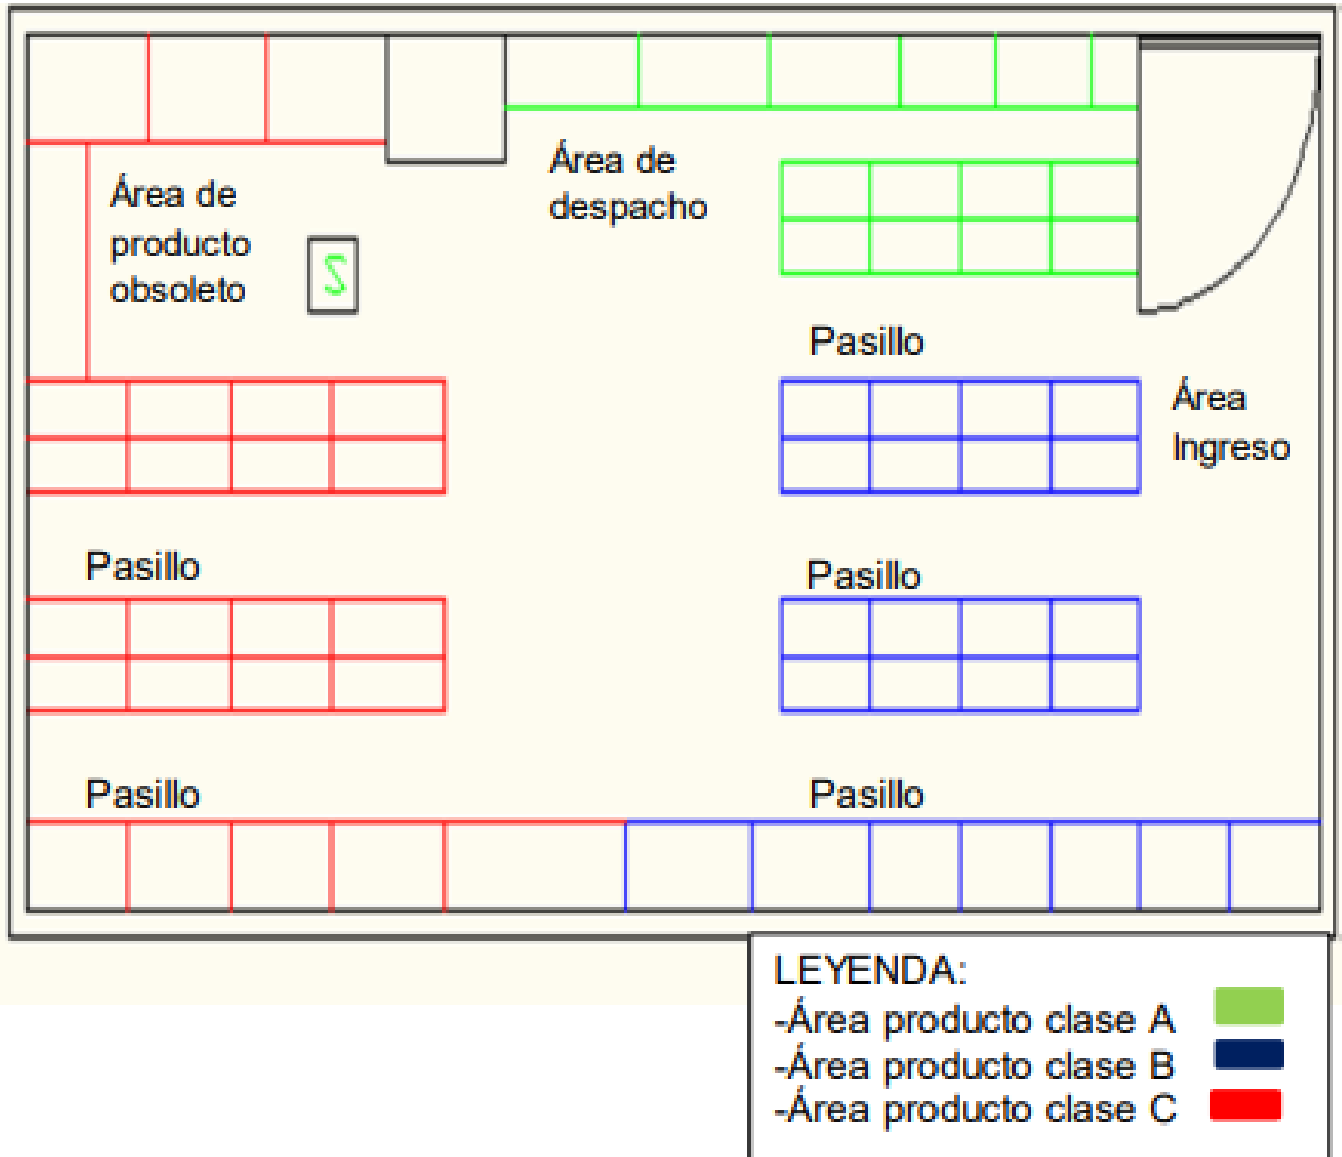 Área de
despacho
Área de
producto
obsoleto
Pasillo
Área
Ingreso
Pasillo
Pasillo
Pasillo
Pasillo
LEYENDA:
-Área producto clase A
-Área producto clase B
-Área producto clase C